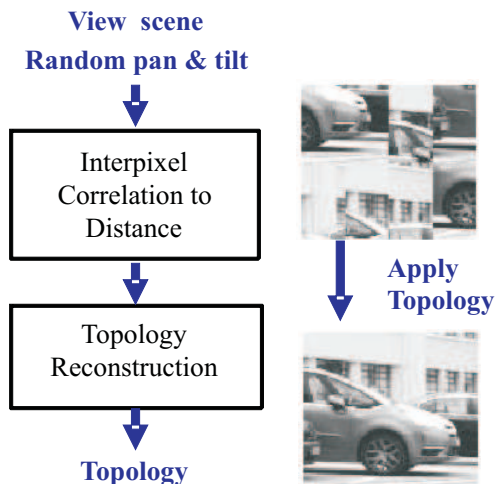 View scene
Random pan & tilt
Interpixel
Correlation to
Distance
Topology
Reconstruction
Topology
Apply
Topology